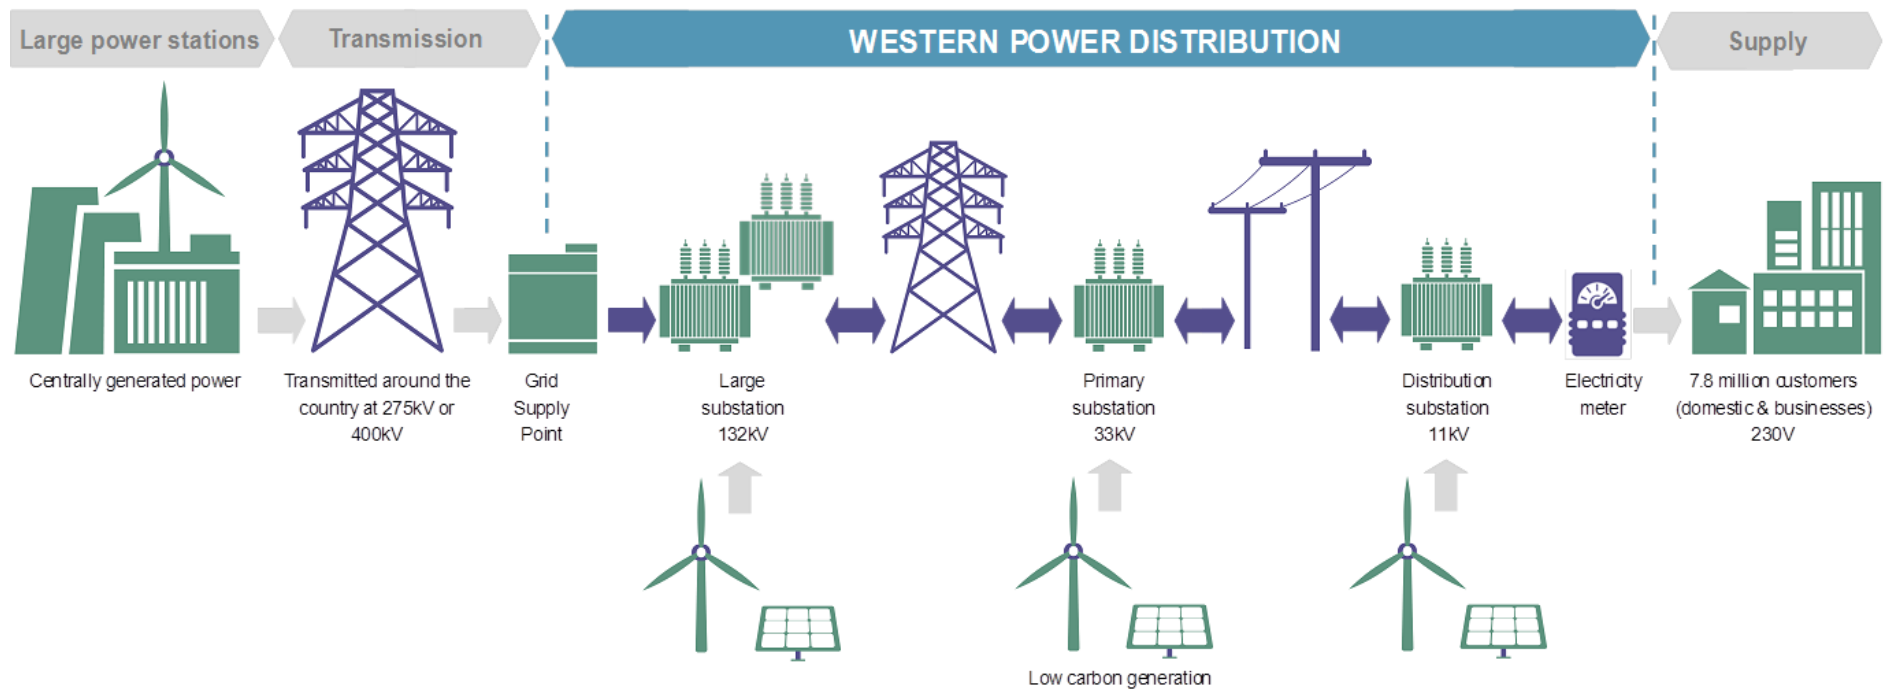 Large power stations
Transmission
WESTERN POWER DISTRIBUTION
Supply
Centrally generated power
Transmitted around the
country at 275kV or
400kV
Grid
Supply
Point
Large
substation
132kV
Primary
substation
33kV
Distribution
substation
11kV
Electricity
meter
7.8 million customers
(domestic & businesses)
230V
Low carbon generation